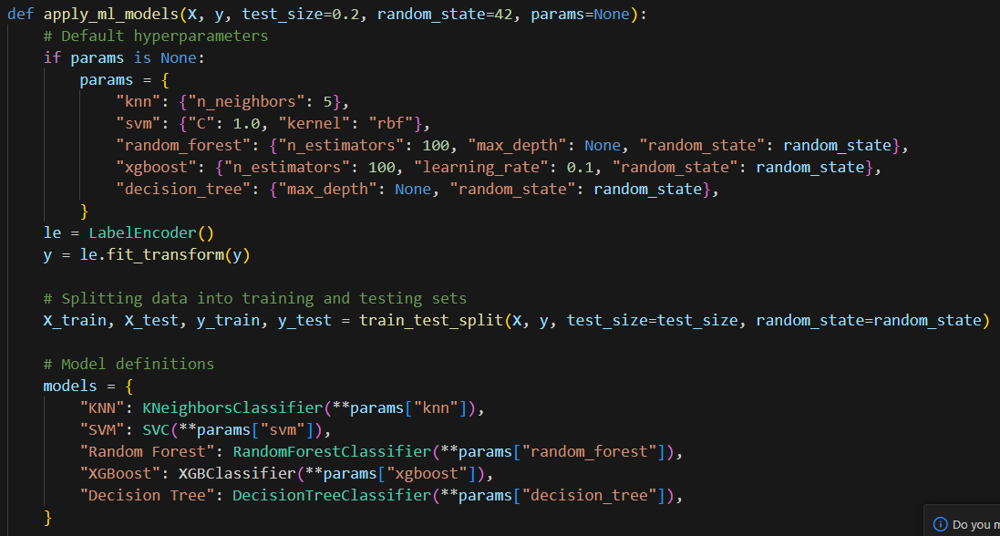 def apply_ml_models(X, y, test_size=0.2, random_state=42, params=None):
    # Default hyperparameters
    if params is None:
        params = {
            "knn": {"n_neighbors": 5},
            "svm": {"C": 1.0, "kernel": "rbf"},
            "random_forest": {"n_estimators": 100, "max_depth": None, "random_state": random_state},
            "xgboost": {"n_estimators": 100, "learning_rate": 0.1, "random_state": random_state},
            "decision_tree": {"max_depth": None, "random_state": random_state},
        }
    le = LabelEncoder()
    y = le.fit_transform(y)

    # Splitting data into training and testing sets
    X_train, X_test, y_train, y_test = train_test_split(X, y, test_size=test_size, random_state=random_state)

    # Model definitions
    models = {
        "KNN": KNeighborsClassifier(**params["knn"]),
        "SVM": SVC(**params["svm"]),
        "Random Forest": RandomForestClassifier(**params["random_forest"]),
        "XGBoost": XGBClassifier(**params["xgboost"]),
        "Decision Tree": DecisionTreeClassifier(**params["decision_tree"]),
    }
Do you